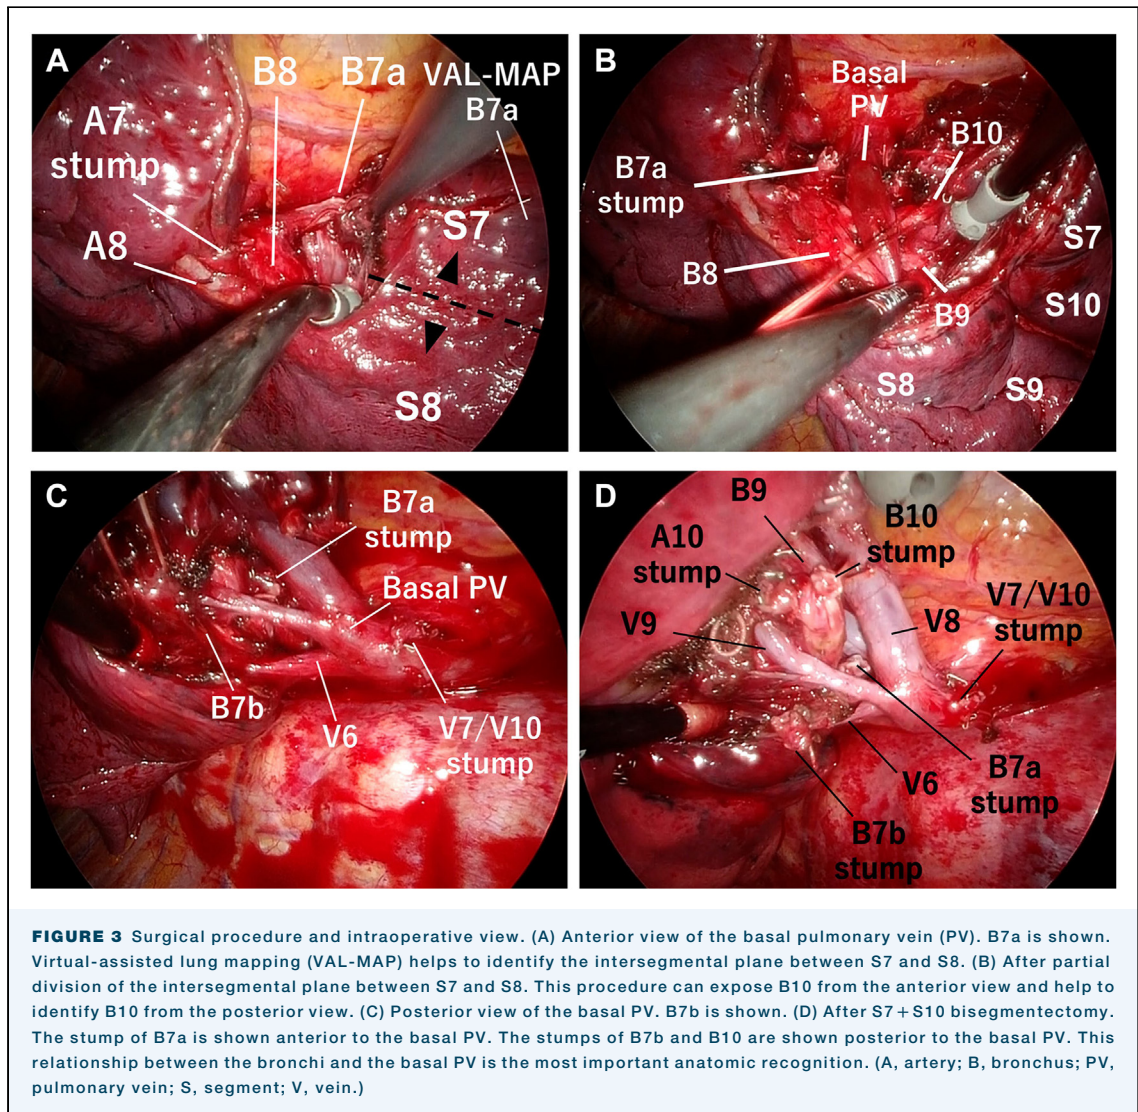 A
B8
B7a
VAL-MAP
B7a
A7
stump
A8
S7
S8
B
Basal
PV
B10
B7a
stump
S7
B8
S10
B9
S8
S9
C
B7a
stump
Basal PV
B7b
V6
V7/V10
stump
D
B9
B10
stump
A10
stump
V7/V10
stump
V9
V8
V6
B7a
stump
B7b
stump
FIGURE 3 Surgical procedure and intraoperative view. (A) Anterior view of the basal pulmonary vein (PV). B7a is shown.
Virtual-assisted lung mapping (VAL-MAP) helps to identify the intersegmental plane between S7 and S8. (B) After partial
division of the intersegmental plane between S7 and S8. This procedure can expose B10 from the anterior view and help to
identify B10 from the posterior view. (C) Posterior view of the basal PV. B7b is shown. (D) After S7+S10 bisegmentectomy.
The stump of B7a is shown anterior to the basal PV. The stumps of B7b and B10 are shown posterior to the basal PV. This
relationship between the bronchi and the basal PV is the most important anatomic recognition. (A, artery; B, bronchus; PV,
pulmonary vein; S, segment; V, vein.)